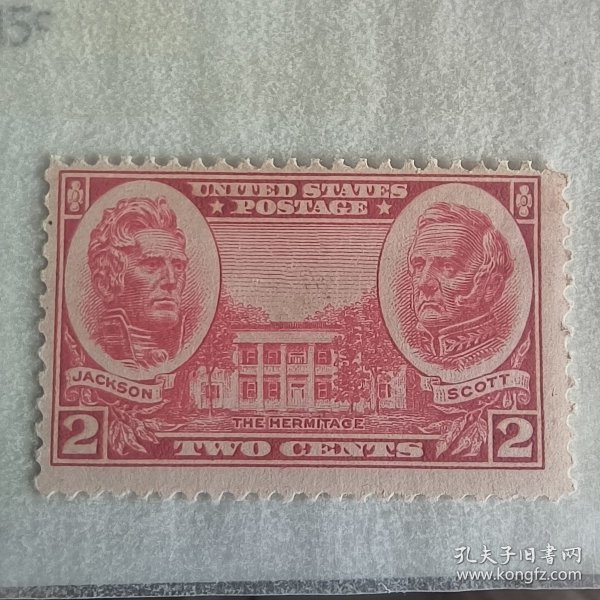 15¢
UNITED STATES
★ POSTAGE ★
JACKSON
SCOTT
THE HERMITAGE
2 TWO CENTS 2
孔夫子旧书网
www.kongfz.com